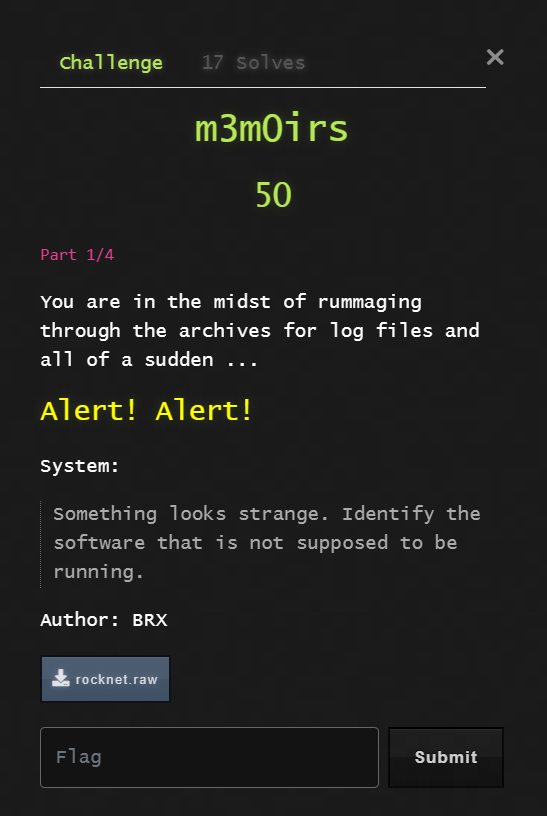 Challenge 17 Solves ×
m3m0irs
50
Part 1/4
You are in the midst of rummaging
through the archives for log files and
all of a sudden ...
Alert! Alert!
System:
Something looks strange. Identify the
software that is not supposed to be
running.
Author: BRX
rocknet.raw
Flag Submit